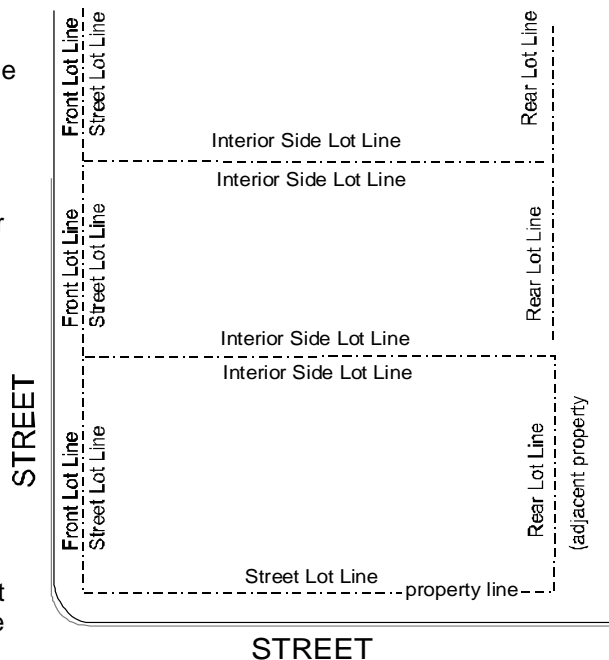 Front Lot Line
Street Lot Line
Rear Lot Line
e
Interior Side Lot Line
Interior Side Lot Line
r
Front Lot Line
Street Lot Line
Rear Lot Line
Interior Side Lot Line
Interior Side Lot Line
STREET
Front Lot Line
Street Lot Line
Rear Lot Line
(adjacent property)
Street Lot Line
property line
t
e
STREET